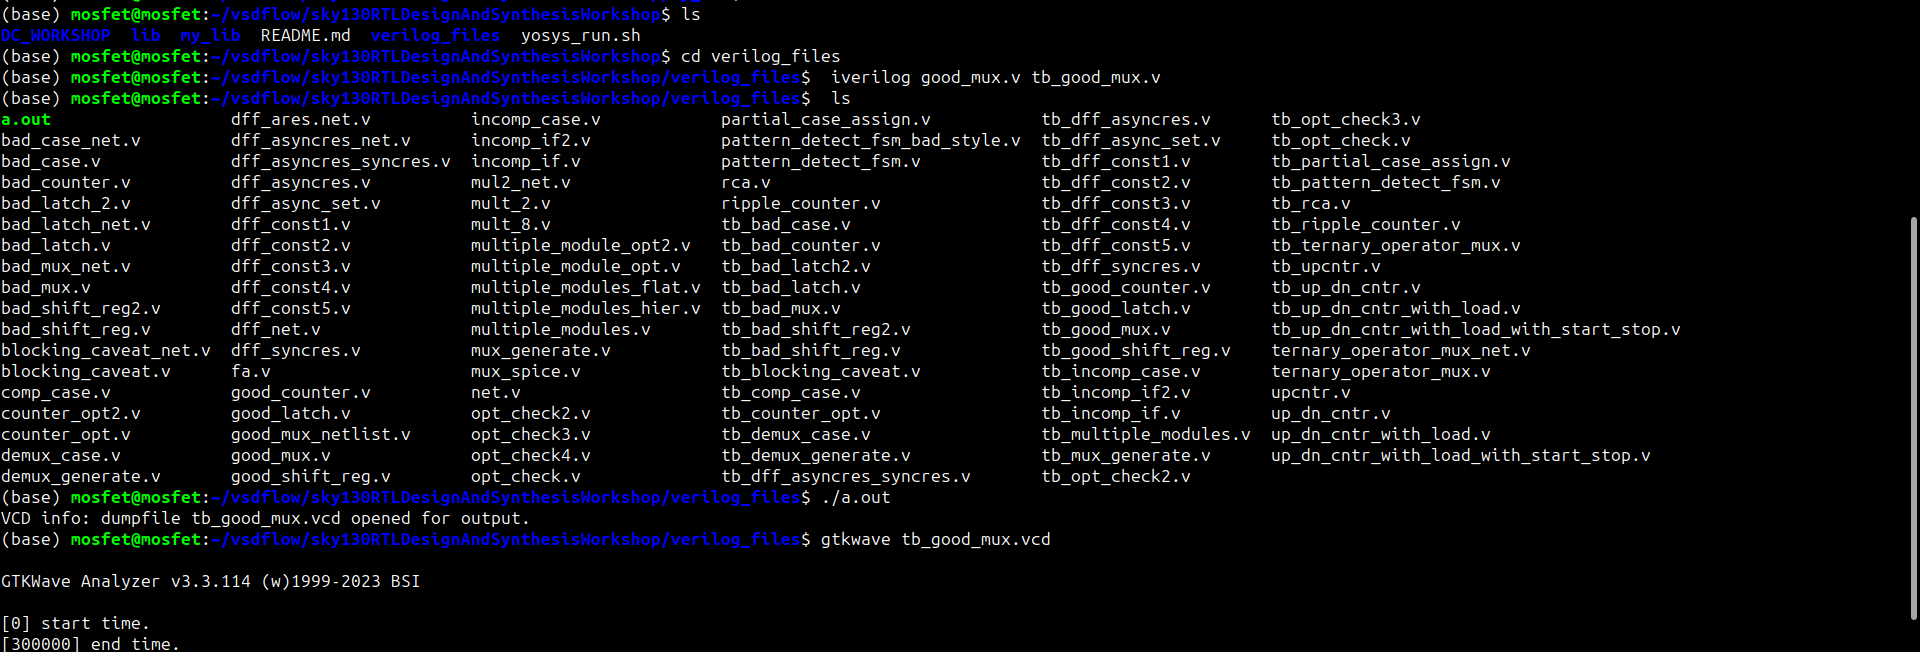 (base) mosfet@mosfet:~/vsdflow/sky130RTLDesignAndSynthesisWorkshop$ ls
DC_WORKSHOP  lib  my_lib  README.md  verilog_files  yosys_run.sh
(base) mosfet@mosfet:~/vsdflow/sky130RTLDesignAndSynthesisWorkshop$ cd verilog_files
(base) mosfet@mosfet:~/vsdflow/sky130RTLDesignAndSynthesisWorkshop/verilog_files$  iverilog good_mux.v tb_good_mux.v
(base) mosfet@mosfet:~/vsdflow/sky130RTLDesignAndSynthesisWorkshop/verilog_files$  ls
a.out                  dff_ares.net.v          incomp_case.v            partial_case_assign.v           tb_dff_asyncres.v      tb_opt_check3.v
bad_case_net.v         dff_asyncres_net.v      incomp_if2.v             pattern_detect_fsm_bad_style.v  tb_dff_async_set.v     tb_opt_check.v
bad_case.v             dff_asyncres_syncres.v  incomp_if.v              pattern_detect_fsm.v            tb_dff_const1.v        tb_partial_case_assign.v
bad_counter.v          dff_asyncres.v          mul2_net.v               rca.v                           tb_dff_const2.v        tb_pattern_detect_fsm.v
bad_latch_2.v          dff_async_set.v         mult_2.v                 ripple_counter.v                tb_dff_const3.v        tb_rca.v
bad_latch_net.v        dff_const1.v            mult_8.v                 tb_bad_case.v                   tb_dff_const4.v        tb_ripple_counter.v
bad_latch.v            dff_const2.v            multiple_module_opt2.v   tb_bad_counter.v                tb_dff_const5.v        tb_ternary_operator_mux.v
bad_mux_net.v          dff_const3.v            multiple_module_opt.v    tb_bad_latch2.v                 tb_dff_syncres.v       tb_upcntr.v
bad_mux.v              dff_const4.v            multiple_modules_flat.v  tb_bad_latch.v                  tb_good_counter.v      tb_up_dn_cntr.v
bad_shift_reg2.v       dff_const5.v            multiple_modules_hier.v  tb_bad_mux.v                    tb_good_latch.v        tb_up_dn_cntr_with_load.v
bad_shift_reg.v        dff_net.v               multiple_modules.v       tb_bad_shift_reg2.v             tb_good_mux.v          tb_up_dn_cntr_with_load_with_start_stop.v
blocking_caveat_net.v  dff_syncres.v           mux_generate.v           tb_bad_shift_reg.v              tb_good_shift_reg.v    ternary_operator_mux_net.v
blocking_caveat.v      fa.v                    mux_spice.v              tb_blocking_caveat.v            tb_incomp_case.v       ternary_operator_mux.v
comp_case.v            good_counter.v          net.v                    tb_comp_case.v                  tb_incomp_if2.v        upcntr.v
counter_opt2.v         good_latch.v            opt_check2.v             tb_counter_opt.v                tb_incomp_if.v         up_dn_cntr.v
counter_opt.v          good_mux_netlist.v      opt_check3.v             tb_demux_case.v                 tb_multiple_modules.v  up_dn_cntr_with_load.v
demux_case.v           good_mux.v              opt_check4.v             tb_demux_generate.v             tb_mux_generate.v      up_dn_cntr_with_load_with_start_stop.v
demux_generate.v       good_shift_reg.v        opt_check.v              tb_dff_asyncres_syncres.v       tb_opt_check2.v
(base) mosfet@mosfet:~/vsdflow/sky130RTLDesignAndSynthesisWorkshop/verilog_files$ ./a.out
VCD info: dumpfile tb_good_mux.vcd opened for output.
(base) mosfet@mosfet:~/vsdflow/sky130RTLDesignAndSynthesisWorkshop/verilog_files$ gtkwave tb_good_mux.vcd
GTKWave Analyzer v3.3.114 (w)1999-2023 BSI
[0] start time.
[300000] end time.